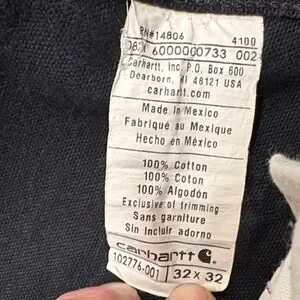 RN#14806 4100
0821 6000000733 002
Carhartt, Inc. P.O. Box 600
Dearborn, MI 48121 USA
carhartt.com
Made in Mexico
Fabriqué au Mexique
Hecho en México
100% Cotton
100% Coton
100% Algodón
Exclusive of trimming
Sans garniture
Sin Incluir adorno
carhartt
102776-001 32 x 32